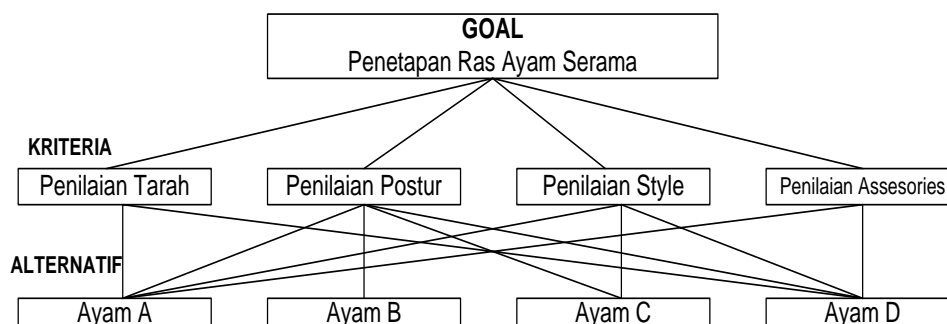 GOAL
Penetapan Ras Ayam Serama
KRITERIA
Penilaian Tarah
Penilaian Postur
Penilaian Style
Penilaian Assesories
ALTERNATIF
Ayam A
Ayam B
Ayam C
Ayam D